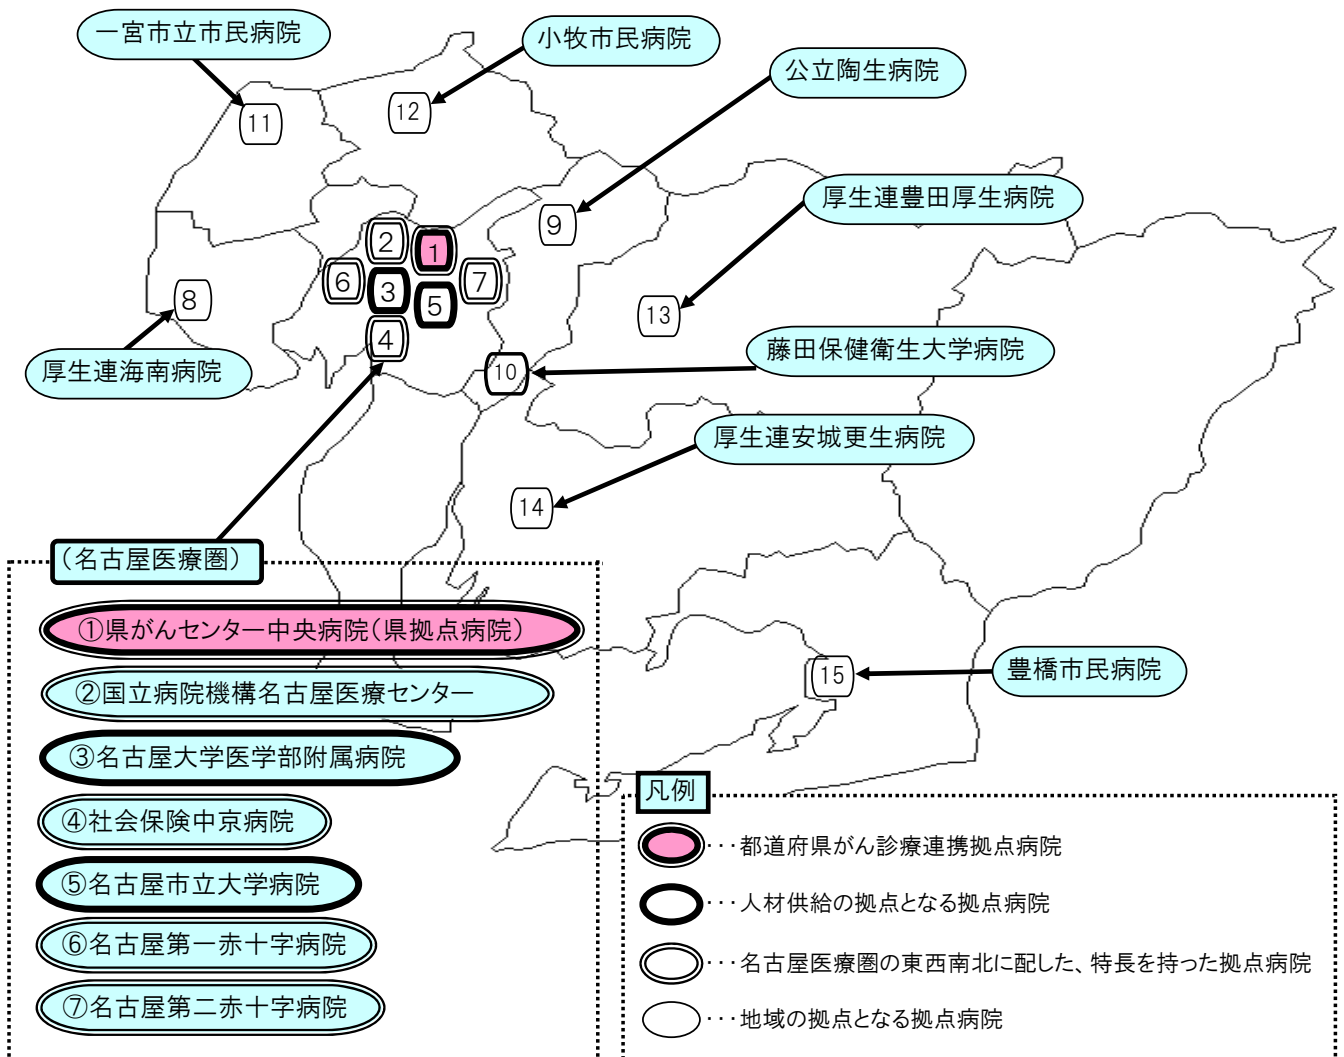 一宮市立市民病院
小牧市民病院
公立陶生病院
12
11
厚生連豊田厚生病院
9
2
1
6
3
7
5
8
13
4
藤田保健衛生大学病院
厚生連海南病院
10
厚生連安城更生病院
14
(名古屋医療圏)
①県がんセンター中央病院(県拠点病院)
②国立病院機構名古屋医療センター
③名古屋大学医学部附属病院
④社会保険中京病院
⑤名古屋市立大学病院
⑥名古屋第一赤十字病院
⑦名古屋第二赤十字病院
15
豊橋市民病院
凡例
・・・都道府県がん診療連携拠点病院
・・・人材供給の拠点となる拠点病院
・・・名古屋医療圏の東西南北に配した、特長を持った拠点病院
・・・地域の拠点となる拠点病院